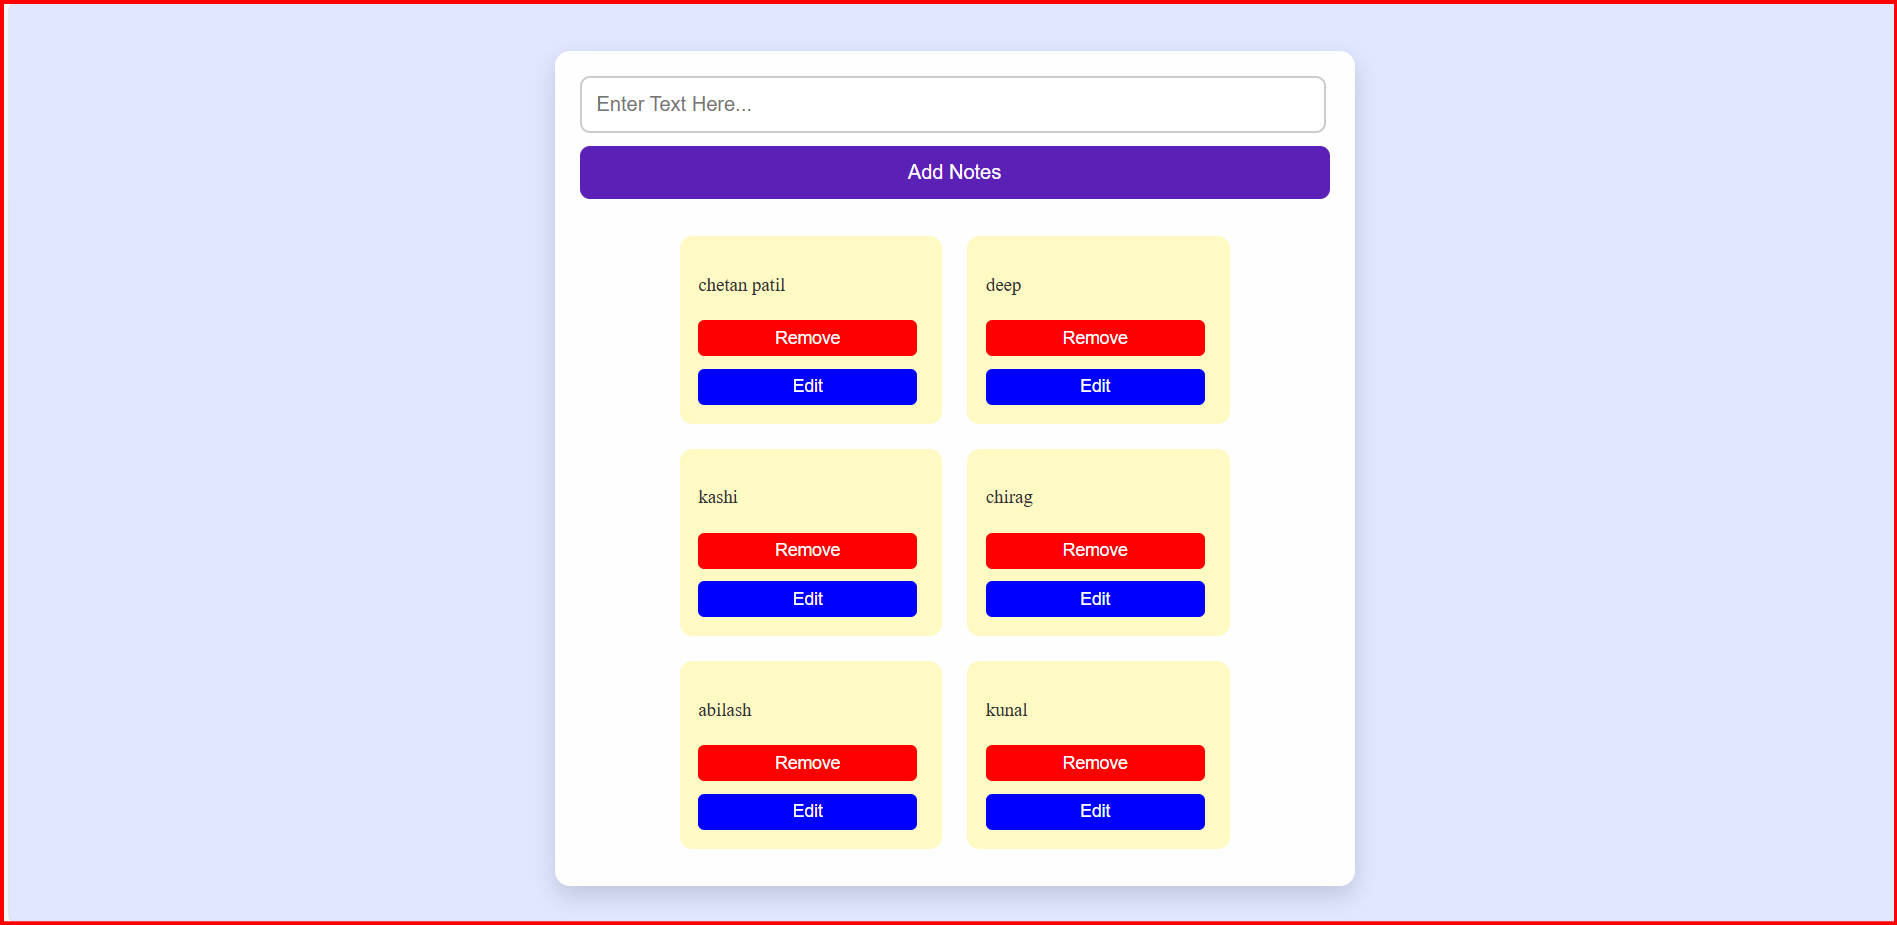 Enter Text Here...
Add Notes
chetan patil
Remove
Edit
deep
Remove
Edit
kashi
Remove
Edit
chirag
Remove
Edit
abilash
Remove
Edit
kunal
Remove
Edit